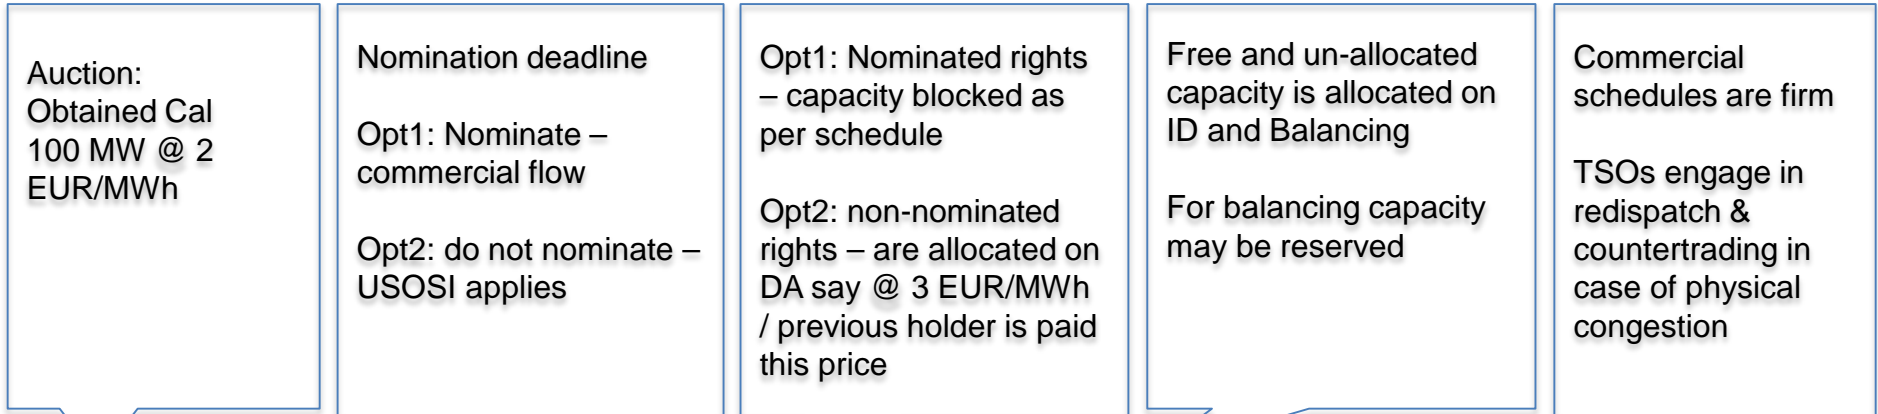 Auction:
Obtained Cal
100 MW @ 2
EUR/MWh
Nomination deadline
Opt1: Nominate –
commercial flow
Opt2: do not nominate –
USOSI applies
Opt1: Nominated rights
– capacity blocked as
per schedule
Opt2: non-nominated
rights – are allocated on
DA say @ 3 EUR/MWh
/ previous holder is paid
this price
Free and un-allocated
capacity is allocated on
ID and Balancing
For balancing capacity
may be reserved
Commercial
schedules are firm
TSOs engage in
redispatch &
countertrading in
case of physical
congestion